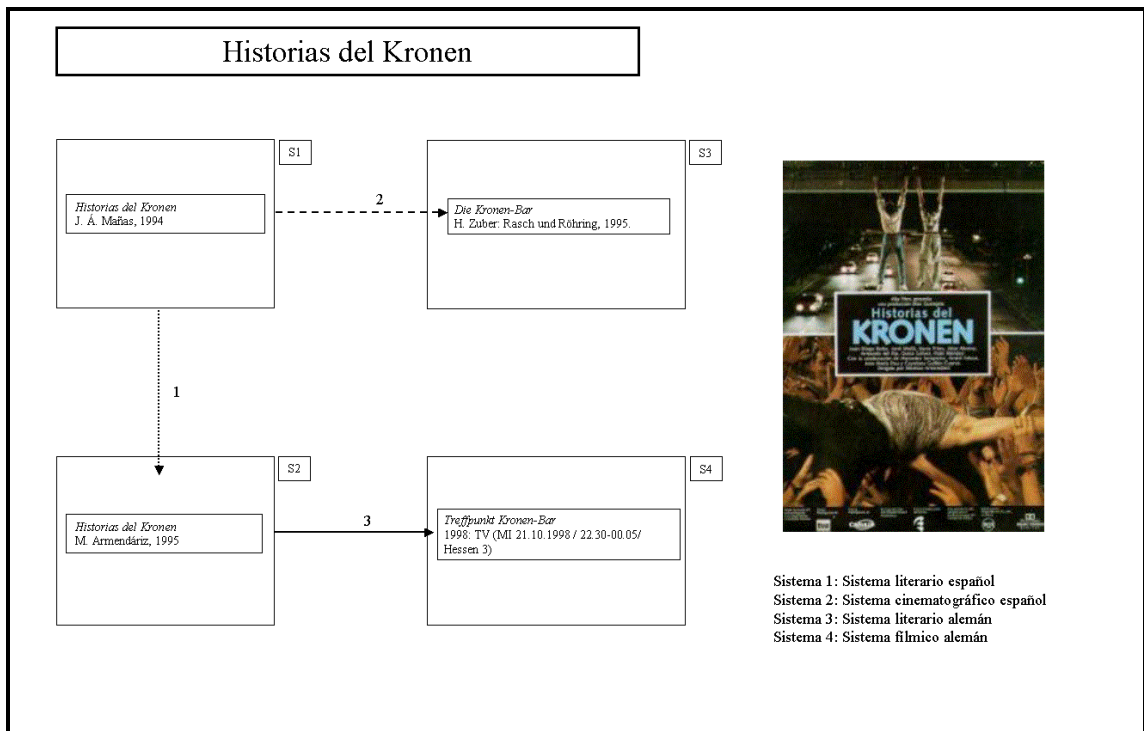 Historias del Kronen
S1
Historias del Kronen
J. Á. Mañas, 1994
2
S3
Die Kronen-Bar
H. Zuber: Rasch und Röhring, 1995.
1
S2
Historias del Kronen
M. Armendáriz, 1995
3
S4
Treffpunkt Kronen-Bar
1998: TV (MI 21.10.1998 / 22.30-00.05/
Hessen 3)
Historias del
KRONEN
Sistema 1: Sistema literario español
Sistema 2: Sistema cinematográfico español
Sistema 3: Sistema literario alemán
Sistema 4: Sistema fílmico alemán